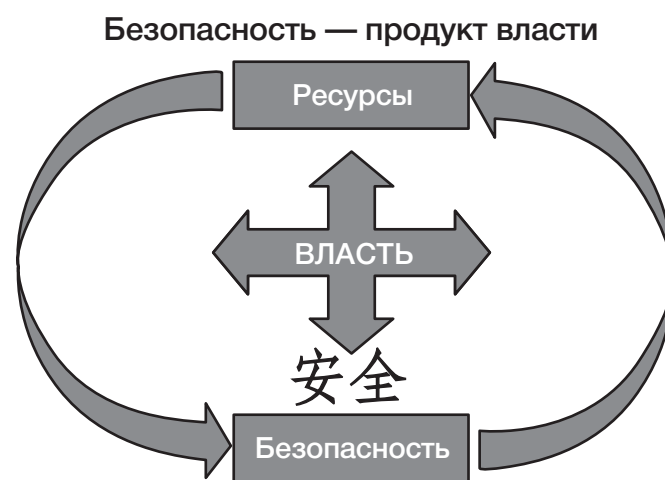 Безопасность — продукт власти
Ресурсы
ВЛАСТЬ
安全
Безопасность